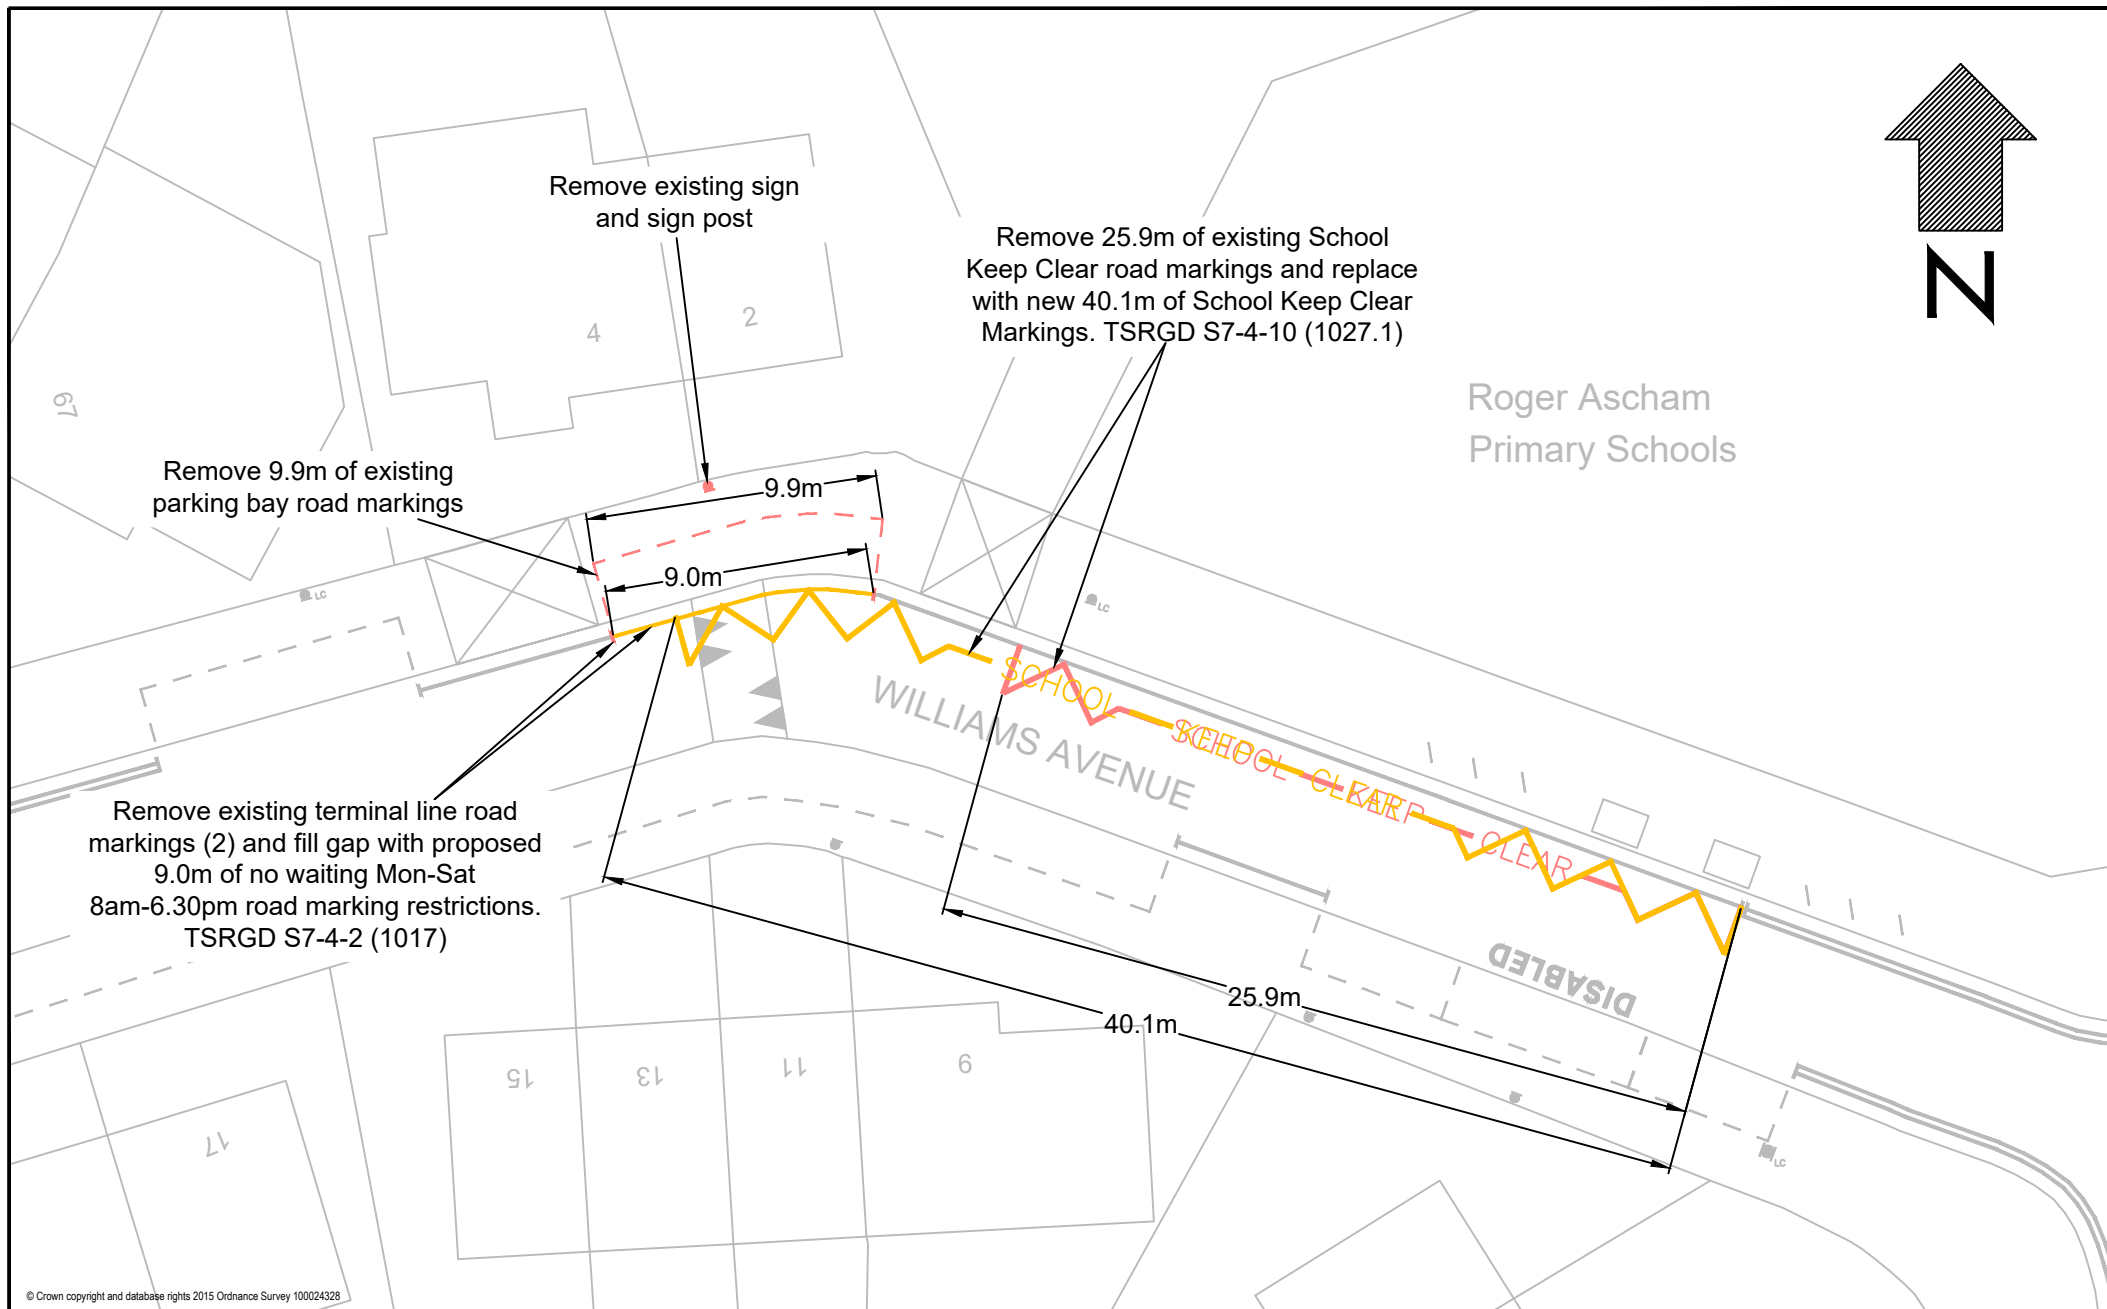 Remove existing sign
and sign post
Remove 25.9m of existing School
Keep Clear road markings and replace
with new 40.1m of School Keep Clear
Markings. TSRGD S7-4-10 (1027.1)
N
4
2
67
Roger Ascham
Primary Schools
Remove 9.9m of existing
parking bay road markings
9.9m
9.0m
LC
LC
SCHOOL
KEEP
CLEAR
SCHOOL
KEEP
CLEAR
WILLIAMS AVENUE
Remove existing terminal line road
markings (2) and fill gap with proposed
9.0m of no waiting Mon-Sat
8am-6.30pm road marking restrictions.
TSRGD S7-4-2 (1017)
DISABLED
25.9m
40.1m
15
13
11
9
17
LC
© Crown copyright and database rights 2015 Ordnance Survey 100024328